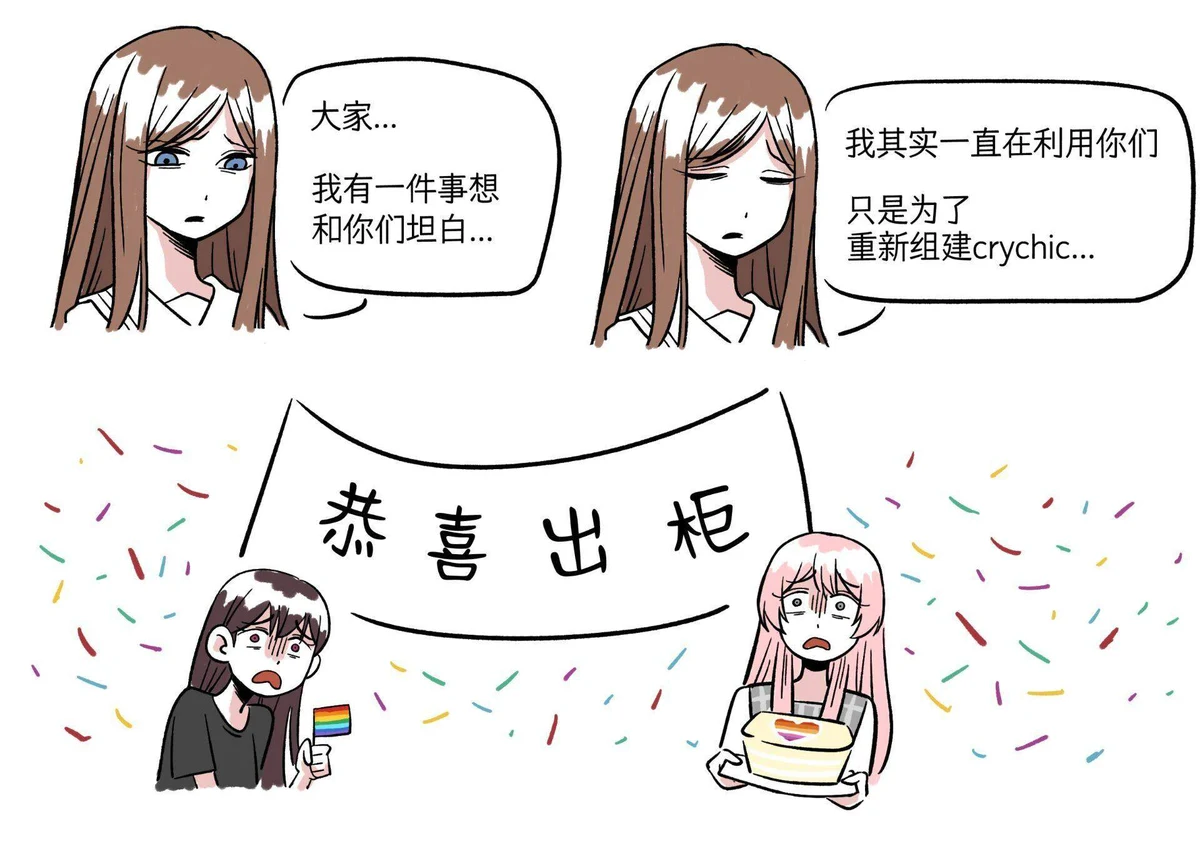 大家...
我有一件事想
和你们坦白...
我其实一直在利用你们
只是为了
重新组建crychic...
恭喜出柜